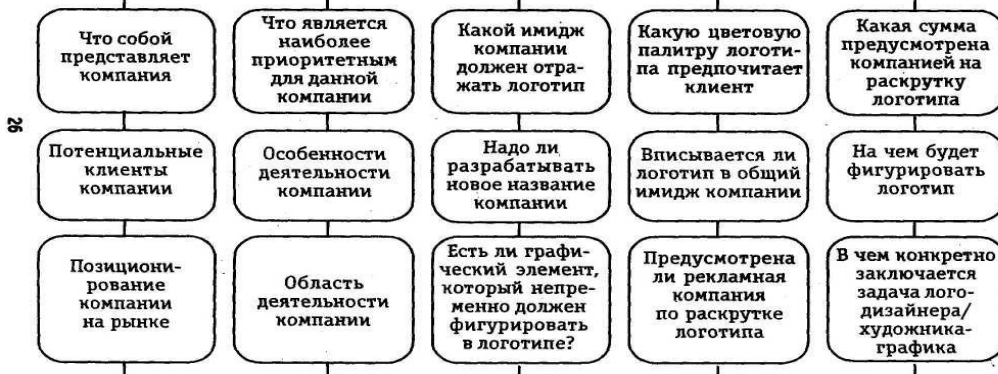 Что собой
представляет
компания
Что является
наиболее
приоритетным
для данной
компании
Какой имидж
компании
должен отра-
жать логотип
Какую цветовую
палитру логоти-
па предпочитает
клиент
Какая сумма
предусмотрена
компанией на
раскрутку
логотипа
26
Потенциальные
клиенты
компании
Особенности
деятельности
компании
Надо ли
разрабатывать
новое название
компании
Вписывается ли
логотип в общий
имидж компании
На чем будет
фигурировать
логотип
Позициони-
рование
компании
на рынке
Область
деятельности
компании
Есть ли графи-
ческий элемент,
который непре-
менно должен
фигурировать
в логотипе?
Предусмотрена
ли рекламная
компания
по раскрутке
логотипа
В чем конкретно
заключается
задача лого-
дизайнера/
художника-
графика